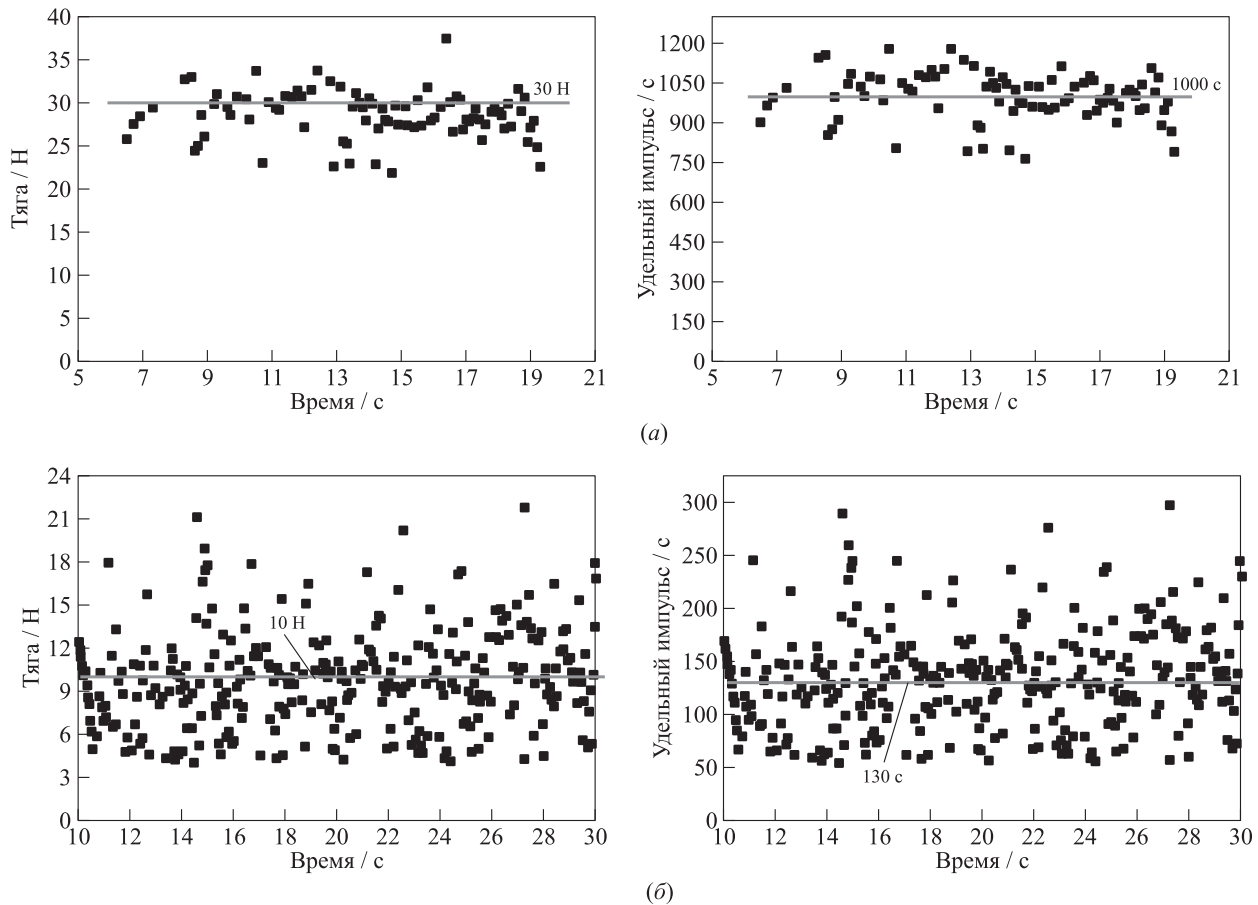 40
35
30
25
20
15
10
5
0
Тяга / Н
30 Н
5 7 9 11 13 15 17 19 21
Время / с
1200
1050
900
750
600
450
300
150
0
Удельный импульс / с
1000 с
5 7 9 11 13 15 17 19 21
Время / с
(а)
24
21
18
15
12
9
6
3
0
Тяга / Н
10 Н
10 12 14 16 18 20 22 24 26 28 30
Время / с
300
250
200
150
100
50
0
Удельный импульс / с
130 с
10 12 14 16 18 20 22 24 26 28 30
Время / с
(б)